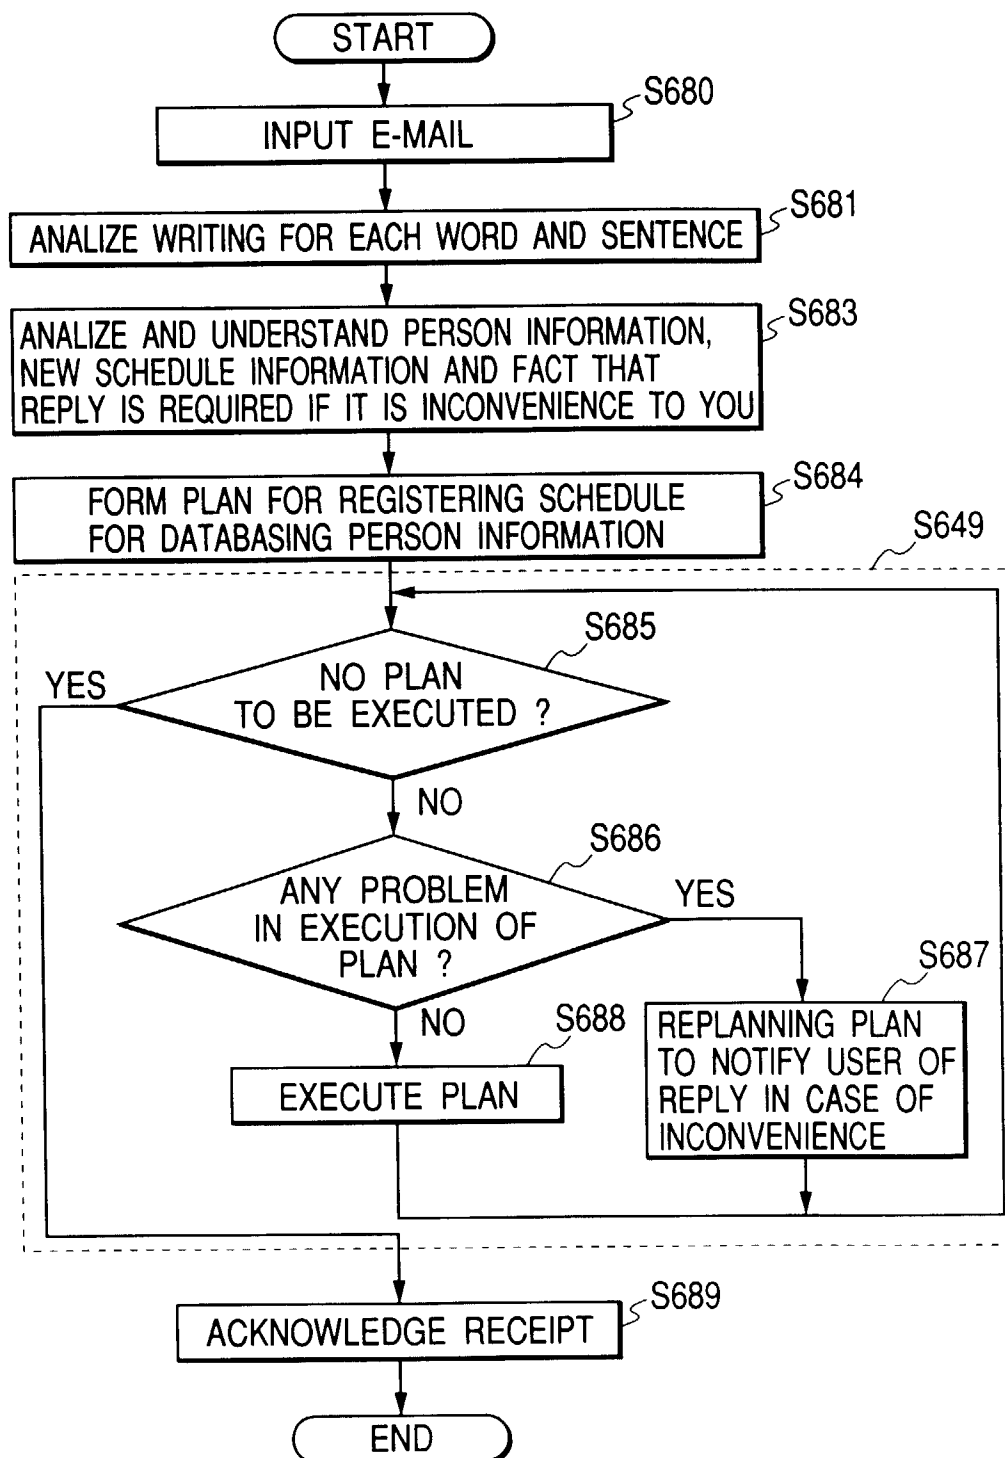 START
S680
INPUT E-MAIL
S681
ANALIZE WRITING FOR EACH WORD AND SENTENCE
S683
ANALIZE AND UNDERSTAND PERSON INFORMATION,
NEW SCHEDULE INFORMATION AND FACT THAT
REPLY IS REQUIRED IF IT IS INCONVENIENCE TO YOU
S684
FORM PLAN FOR REGISTERING SCHEDULE
FOR DATABASING PERSON INFORMATION
S649
S685
YES
NO PLAN
TO BE EXECUTED ?
NO
S686
ANY PROBLEM
IN EXECUTION OF
PLAN ?
YES
NO
S687
REPLANNING PLAN
TO NOTIFY USER OF
REPLY IN CASE OF
INCONVENIENCE
S688
EXECUTE PLAN
S689
ACKNOWLEDGE RECEIPT
END